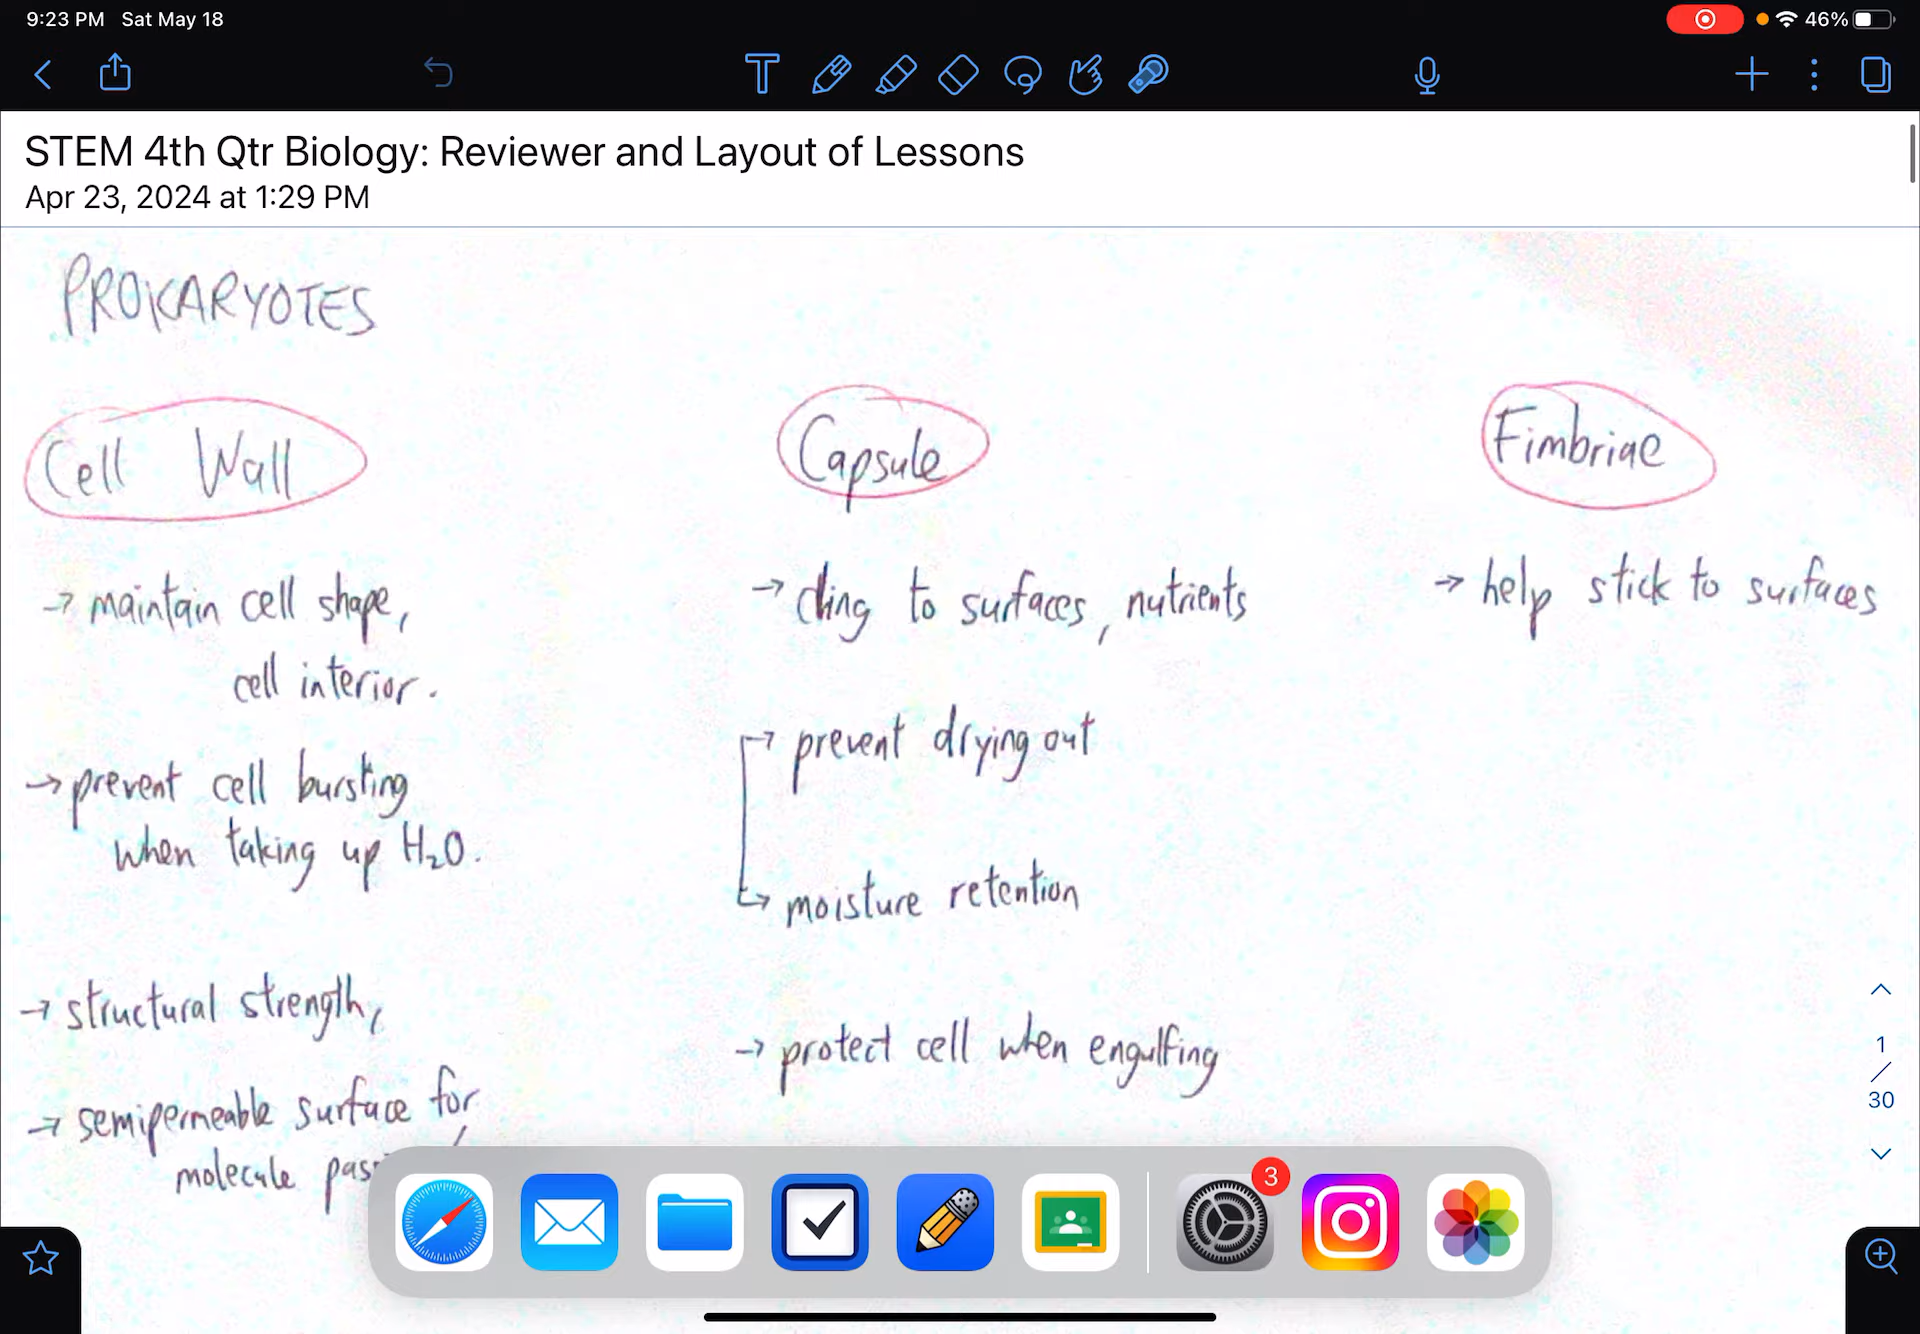 9:23 PM Sat May 18
46%
STEM 4th Qtr Biology: Reviewer and Layout of Lessons
Apr 23, 2024 at 1:29 PM
PROKARYOTES
Cell Wall
→ maintain cell shape,
cell interior.
→ prevent cell bursting
when taking up H₂O.
→ structural strength,
→ semipermeable surface for
molecule
Capsule
→ cling to surfaces, nutrients
→ prevent drying out
→ moisture retention
→ protect cell when engulfing
Fimbriae
→ help stick to surfaces
1
/
30
3